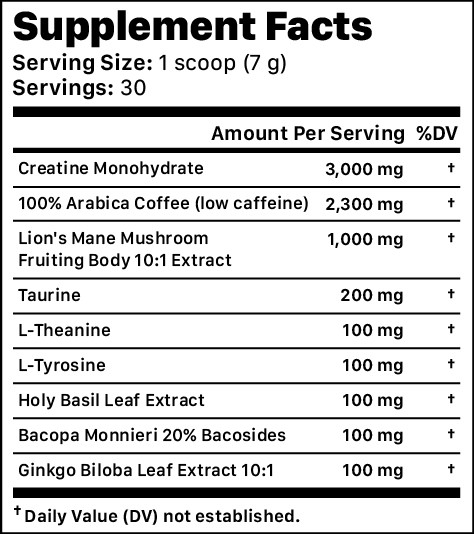 Supplement Facts
Serving Size: 1 scoop (7 g)
Servings: 30
Amount Per Serving %DV
Creatine Monohydrate 3,000 mg †
100% Arabica Coffee (low caffeine) 2,300 mg †
Lion's Mane Mushroom 1,000 mg †
Fruiting Body 10:1 Extract
Taurine 200 mg †
L-Theanine 100 mg †
L-Tyrosine 100 mg †
Holy Basil Leaf Extract 100 mg †
Bacopa Monnieri 20% Bacosides 100 mg †
Ginkgo Biloba Leaf Extract 10:1 100 mg †
† Daily Value (DV) not established.